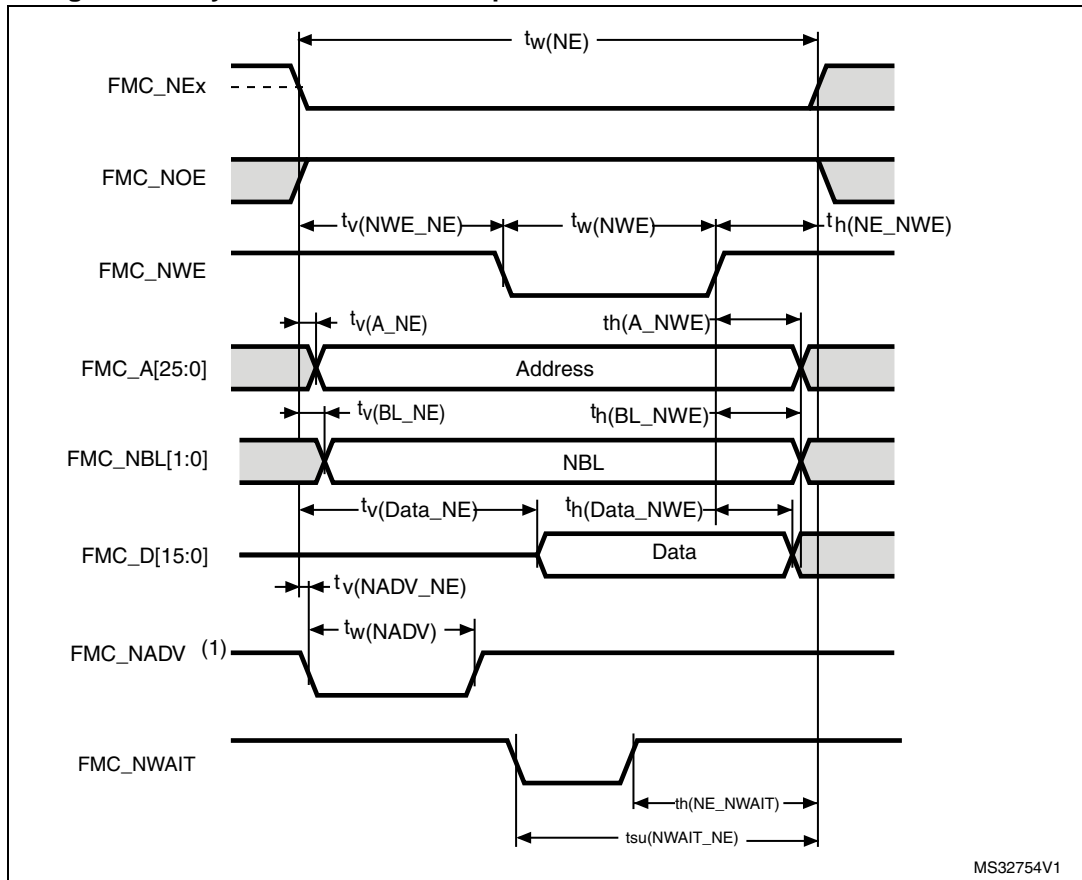 tw(NE)
FMC_NEx
FMC_NOE
tv(NWE_NE) tw(NWE) th(NE_NWE)
FMC_NWE
tv(A_NE) th(A_NWE)
FMC_A[25:0] Address
tv(BL_NE) th(BL_NWE)
FMC_NBL[1:0] NBL
tv(Data_NE) th(Data_NWE)
FMC_D[15:0] Data
tv(NADV_NE)
tw(NADV)
FMC_NADV (1)
FMC_NWAIT
th(NE_NWAIT)
tsu(NWAIT_NE)
MS32754V1